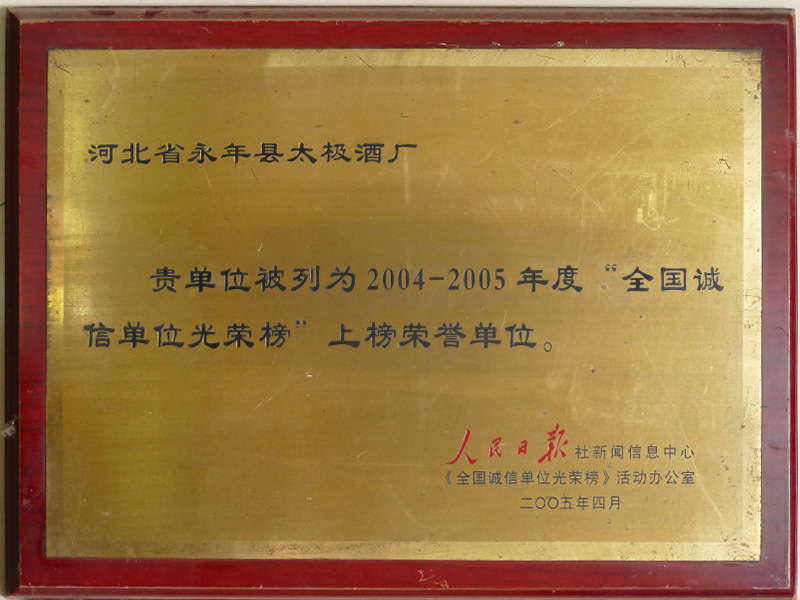 河北省永年县太极酒厂
贵单位被列为2004-2005年度“全国诚
信单位光荣榜”上榜荣誉单位。
人民日报社新闻信息中心
《全国诚信单位光荣榜》活动办公室
二〇〇五年四月